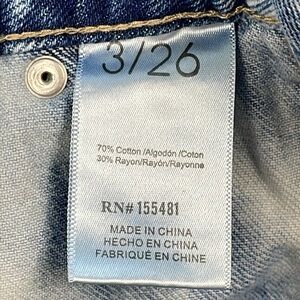 3/26
70% Cotton /Algodón /Coton
30% Rayon/Rayón/Rayonne
RN# 155481
MADE IN CHINA
HECHO EN CHINA
FABRIQUÉ EN CHINE